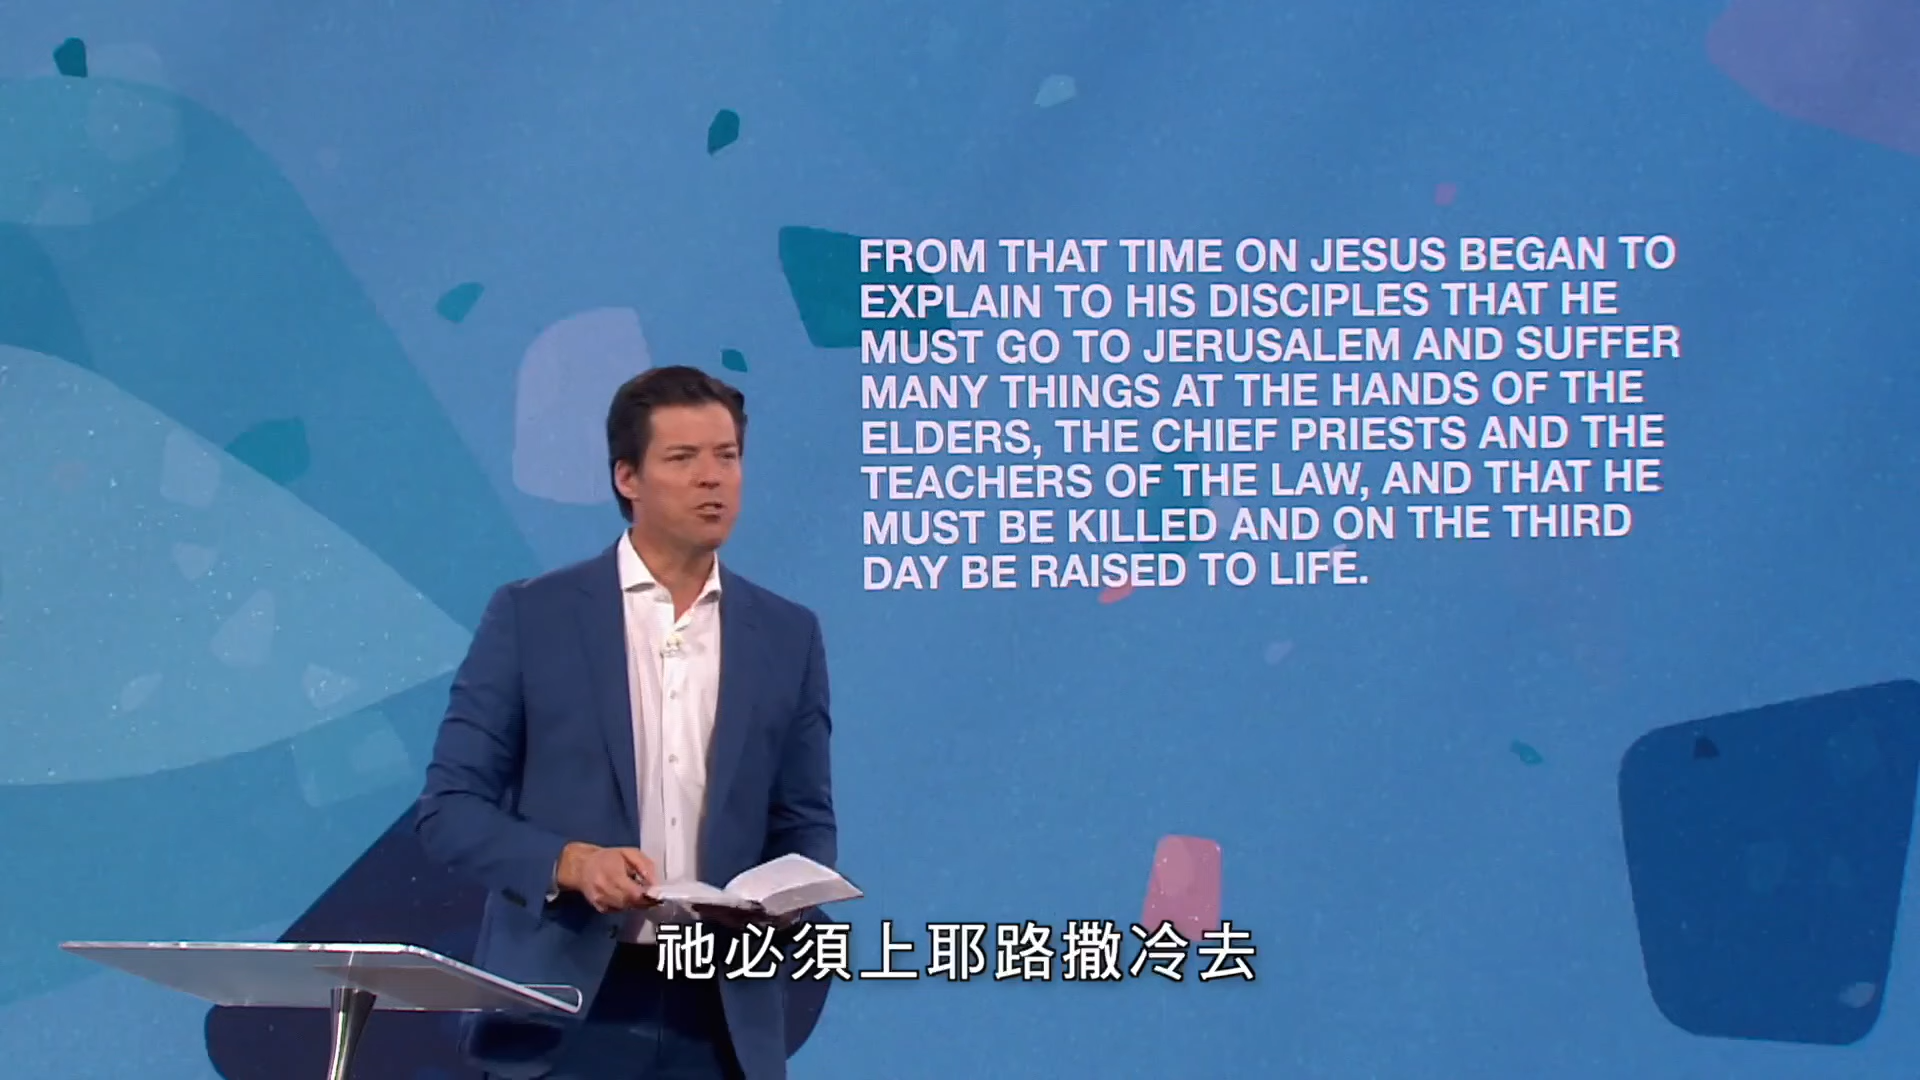 FROM THAT TIME ON JESUS BEGAN TO
EXPLAIN TO HIS DISCIPLES THAT HE
MUST GO TO JERUSALEM AND SUFFER
MANY THINGS AT THE HANDS OF THE
ELDERS, THE CHIEF PRIESTS AND THE
TEACHERS OF THE LAW, AND THAT HE
MUST BE KILLED AND ON THE THIRD
DAY BE RAISED TO LIFE.
祂必須上耶路撒冷去